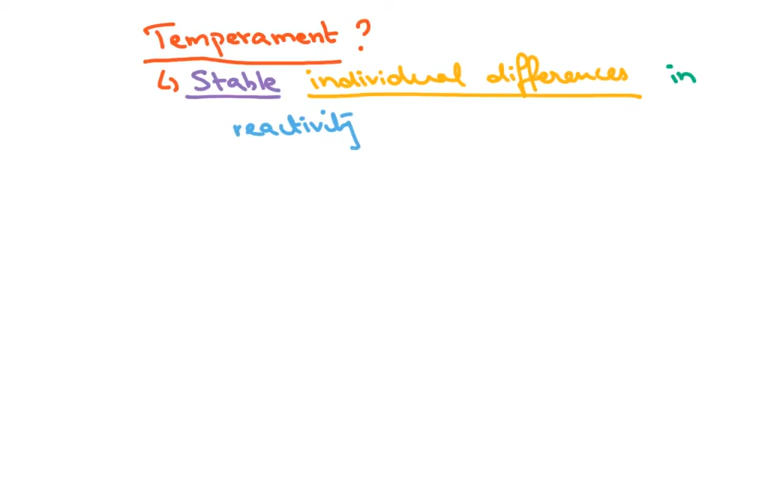 Temperament ?
↳ Stable individual differences in
reactivity